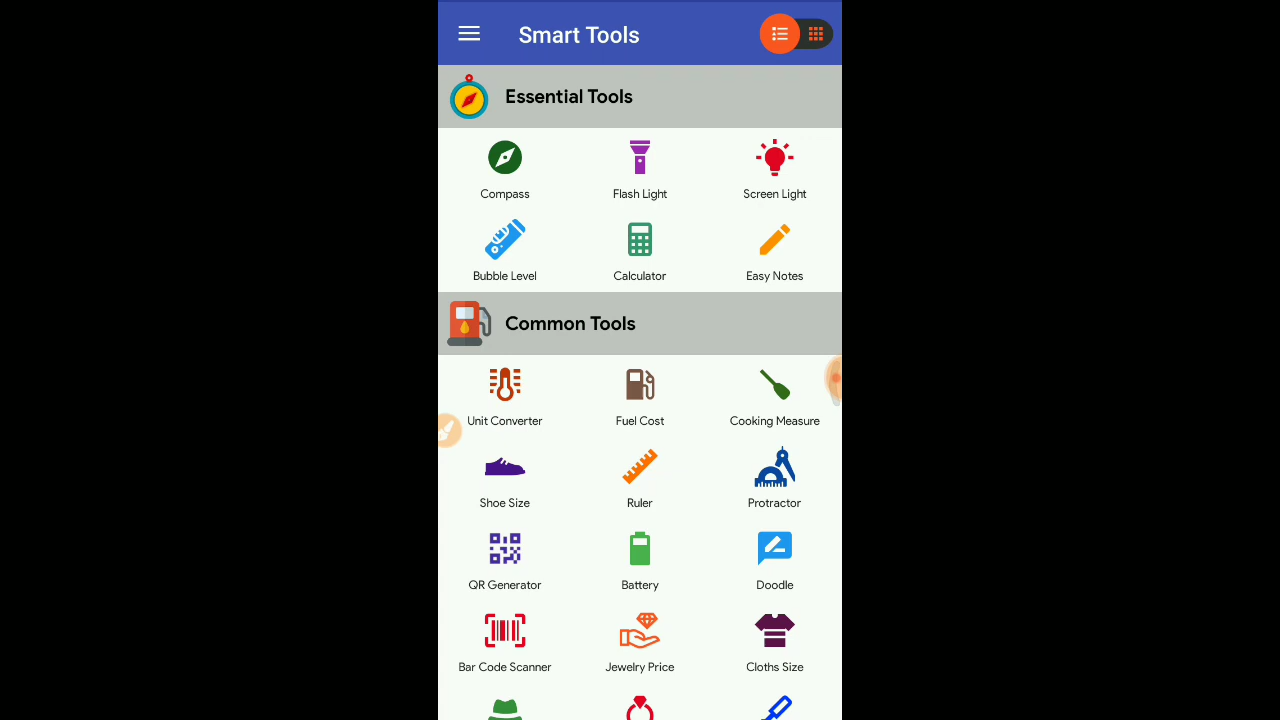 Smart Tools
Essential Tools
Compass
Flash Light
Screen Light
Bubble Level
Calculator
Easy Notes
Common Tools
Unit Converter
Fuel Cost
Cooking Measure
Shoe Size
Ruler
Protractor
QR Generator
Battery
Doodle
Bar Code Scanner
Jewelry Price
Cloths Size